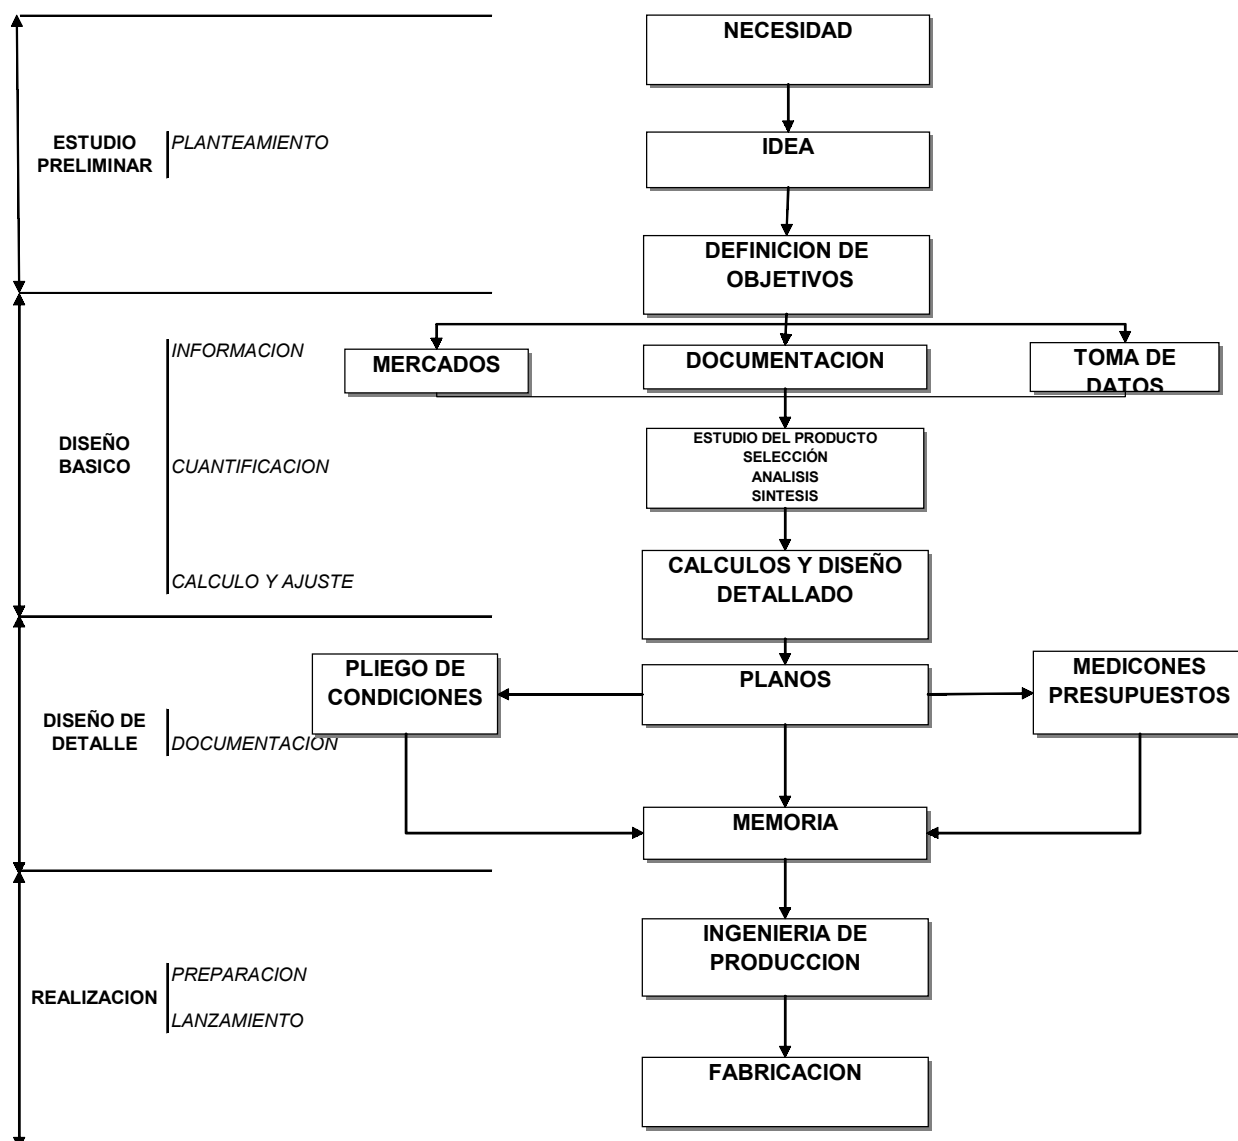 NECESIDAD
ESTUDIO
PRELIMINAR
PLANTEAMIENTO
IDEA
DEFINICION DE
OBJETIVOS
INFORMACION
MERCADOS
DOCUMENTACION
TOMA DE
DATOS
DISEÑO
BASICO
CUANTIFICACION
ESTUDIO DEL PRODUCTO
SELECCIÓN
ANALISIS
SINTESIS
CALCULO Y AJUSTE
CALCULOS Y DISEÑO
DETALLADO
PLIEGO DE
CONDICIONES
PLANOS
MEDICONES
PRESUPUESTOS
DISEÑO DE
DETALLE
DOCUMENTACION
MEMORIA
INGENIERIA DE
PRODUCCION
REALIZACION
PREPARACION
LANZAMIENTO
FABRICACION